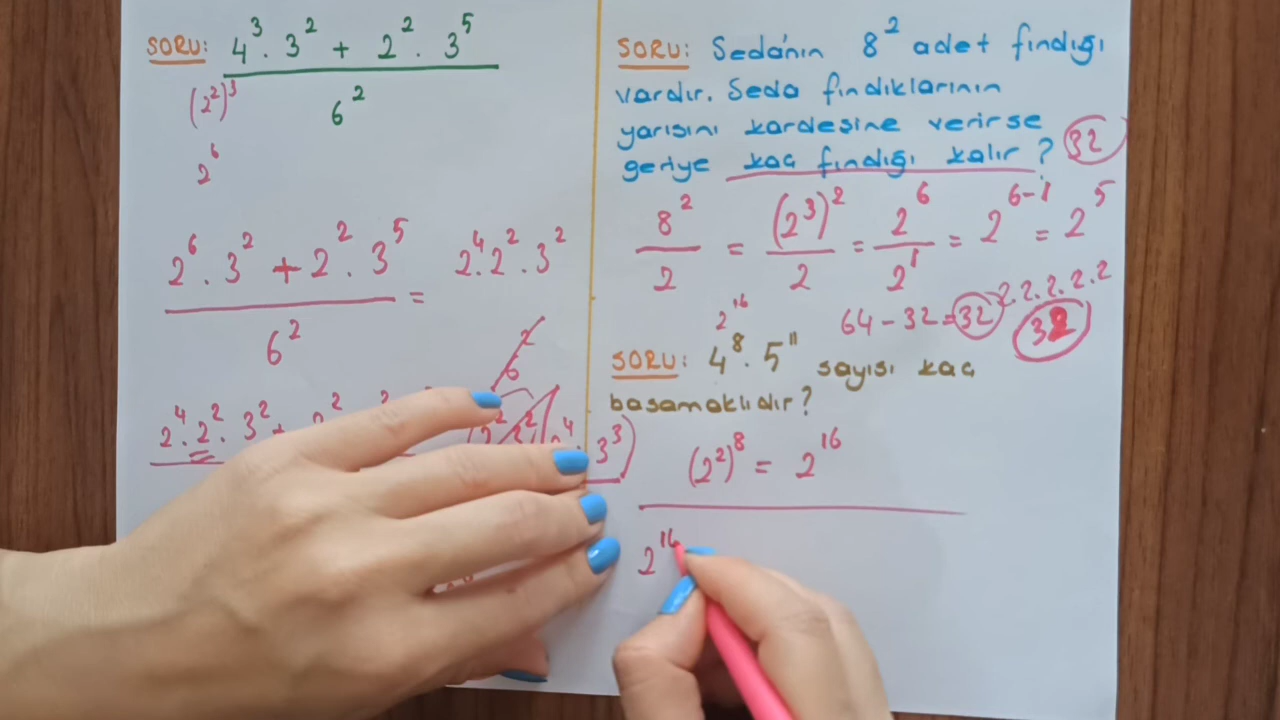 SORU: 4³ . 3² + 2² . 3⁵
6²
(2²)³
2⁶
2⁶ . 3² + 2² . 3⁵ = 2⁴ . 2² . 3²
6²
2⁴ . 2² . 3² +
SORU: Seda'nın 8² adet fındığı
vardır. Seda fındıklarının
yarısını kardeşine verirse
geriye kaç fındığı kalır? 32
8² / 2 = (2³)² / 2 = 2⁶ / 2¹ = 2⁶⁻¹ = 2⁵
2.2.2.2.2
64 - 32 = 32
32
2¹⁶
SORU: 4⁸ . 5¹¹ sayısı kaç
basamaklıdır?
(2²)⁸ = 2¹⁶
2¹⁶